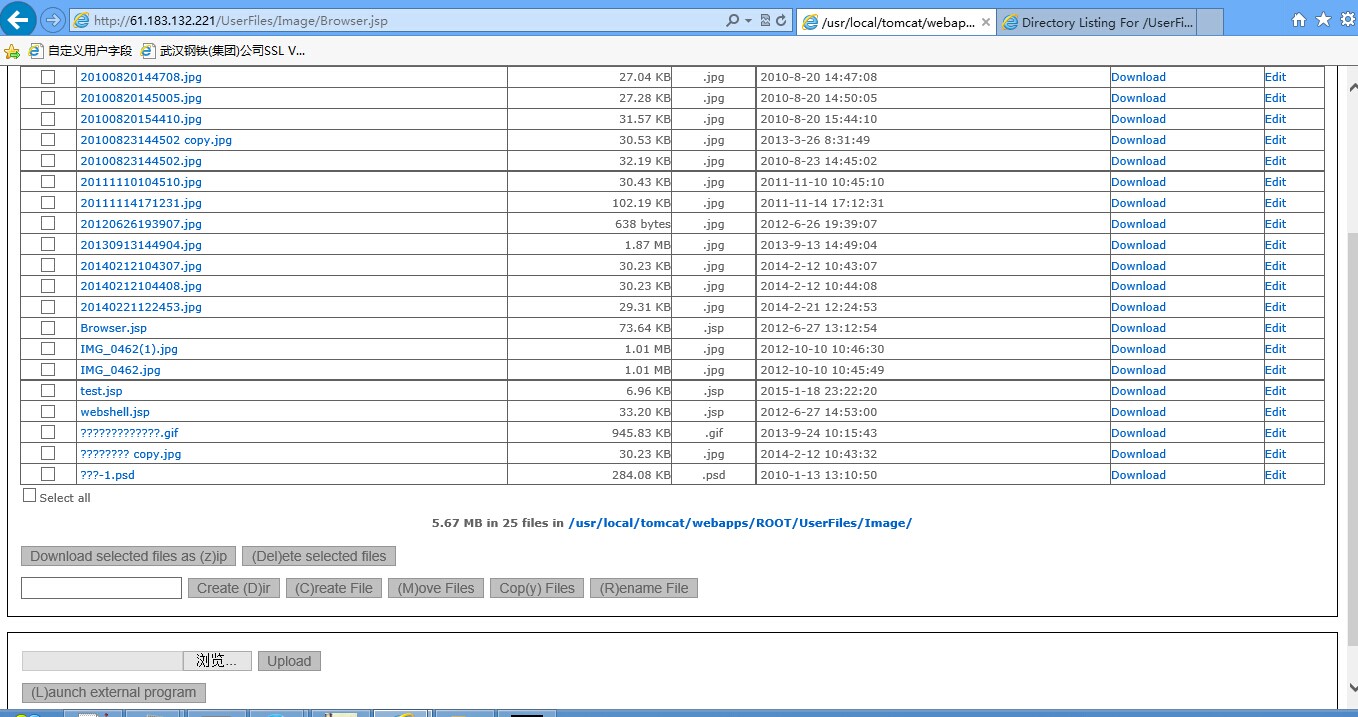 http://61.183.132.221/UserFiles/Image/Browser.jsp
/usr/local/tomcat/webap...
Directory Listing For /UserFi...
自定义用户字段 武汉钢铁(集团)公司SSL V...
20100820144708.jpg 27.04 KB .jpg 2010-8-20 14:47:08 Download Edit
20100820145005.jpg 27.28 KB .jpg 2010-8-20 14:50:05 Download Edit
20100820154410.jpg 31.57 KB .jpg 2010-8-20 15:44:10 Download Edit
20100823144502 copy.jpg 30.53 KB .jpg 2013-3-26 8:31:49 Download Edit
20100823144502.jpg 32.19 KB .jpg 2010-8-23 14:45:02 Download Edit
20111110104510.jpg 30.43 KB .jpg 2011-11-10 10:45:10 Download Edit
20111114171231.jpg 102.19 KB .jpg 2011-11-14 17:12:31 Download Edit
20120626193907.jpg 638 bytes .jpg 2012-6-26 19:39:07 Download Edit
20130913144904.jpg 1.87 MB .jpg 2013-9-13 14:49:04 Download Edit
20140212104307.jpg 30.23 KB .jpg 2014-2-12 10:43:07 Download Edit
20140212104408.jpg 30.23 KB .jpg 2014-2-12 10:44:08 Download Edit
20140221122453.jpg 29.31 KB .jpg 2014-2-21 12:24:53 Download Edit
Browser.jsp 73.64 KB .jsp 2012-6-27 13:12:54 Download Edit
IMG_0462(1).jpg 1.01 MB .jpg 2012-10-10 10:46:30 Download Edit
IMG_0462.jpg 1.01 MB .jpg 2012-10-10 10:45:49 Download Edit
test.jsp 6.96 KB .jsp 2015-1-18 23:22:20 Download Edit
webshell.jsp 33.20 KB .jsp 2012-6-27 14:53:00 Download Edit
?????????????.gif 945.83 KB .gif 2013-9-24 10:15:43 Download Edit
???????? copy.jpg 30.23 KB .jpg 2014-2-12 10:43:32 Download Edit
???-1.psd 284.08 KB .psd 2010-1-13 13:10:50 Download Edit
Select all
5.67 MB in 25 files in /usr/local/tomcat/webapps/ROOT/UserFiles/Image/
Download selected files as (z)ip (Del)ete selected files
Create (D)ir (C)reate File (M)ove Files Cop(y) Files (R)ename File
浏览... Upload
(L)aunch external program